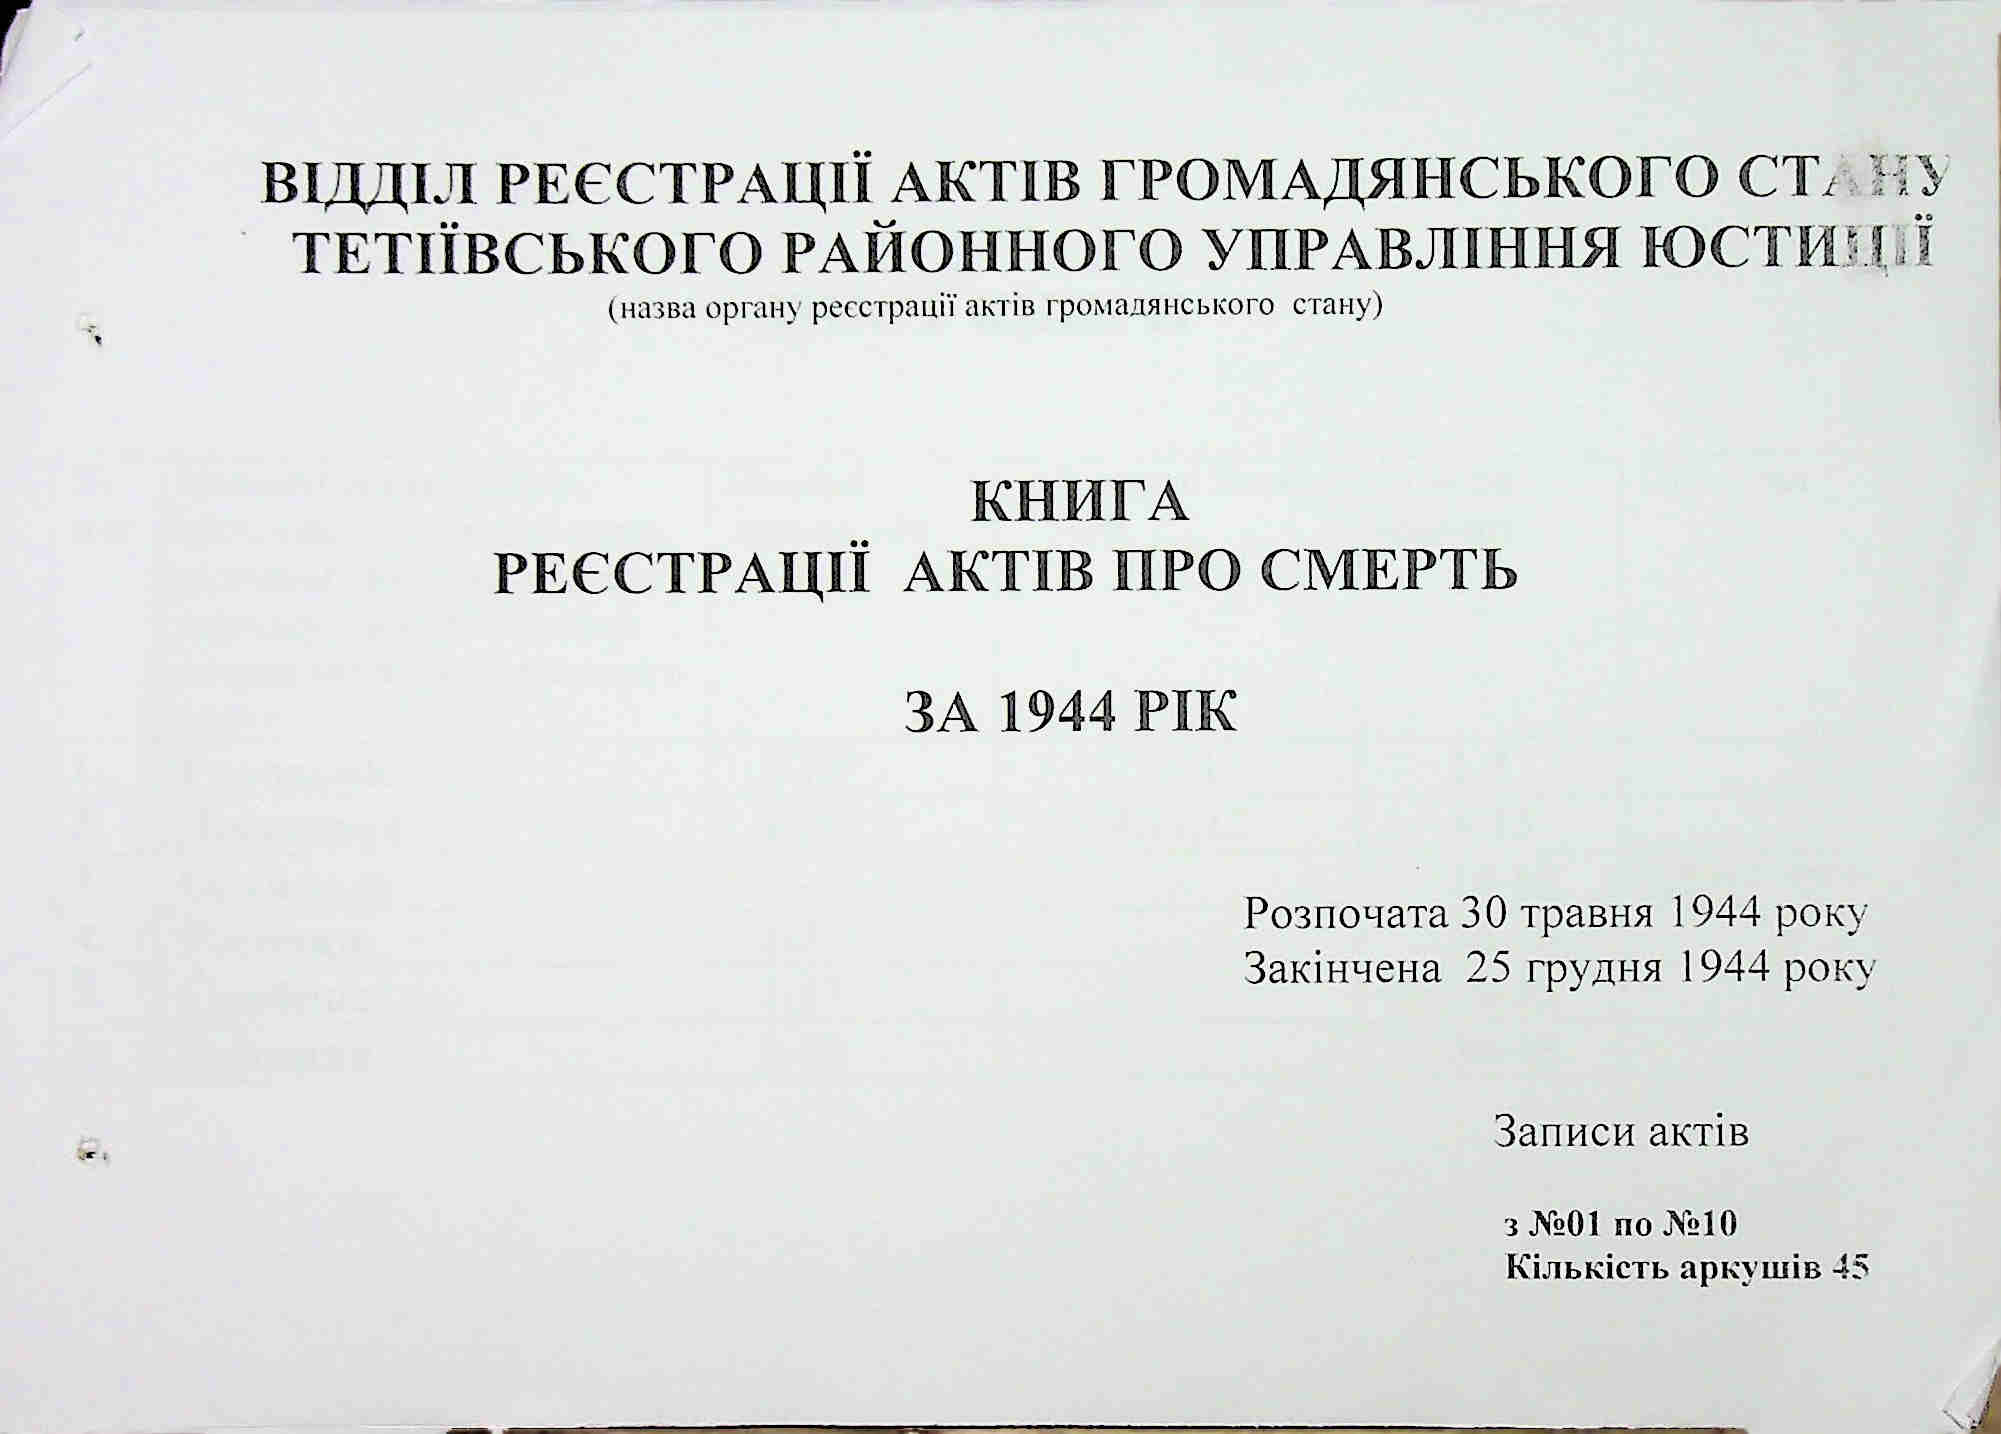 ВІДДІЛ РЕЄСТРАЦІЇ АКТІВ ГРОМАДЯНСЬКОГО СТАНУ
ТЕТІЇВСЬКОГО РАЙОННОГО УПРАВЛІННЯ ЮСТИЦІЇ
(назва органу реєстрації актів громадянського стану)
КНИГА
РЕЄСТРАЦІЇ АКТІВ ПРО СМЕРТЬ
ЗА 1944 РІК
Розпочата 30 травня 1944 року
Закінчена 25 грудня 1944 року
Записи актів
з №01 по №10
Кількість аркушів 45